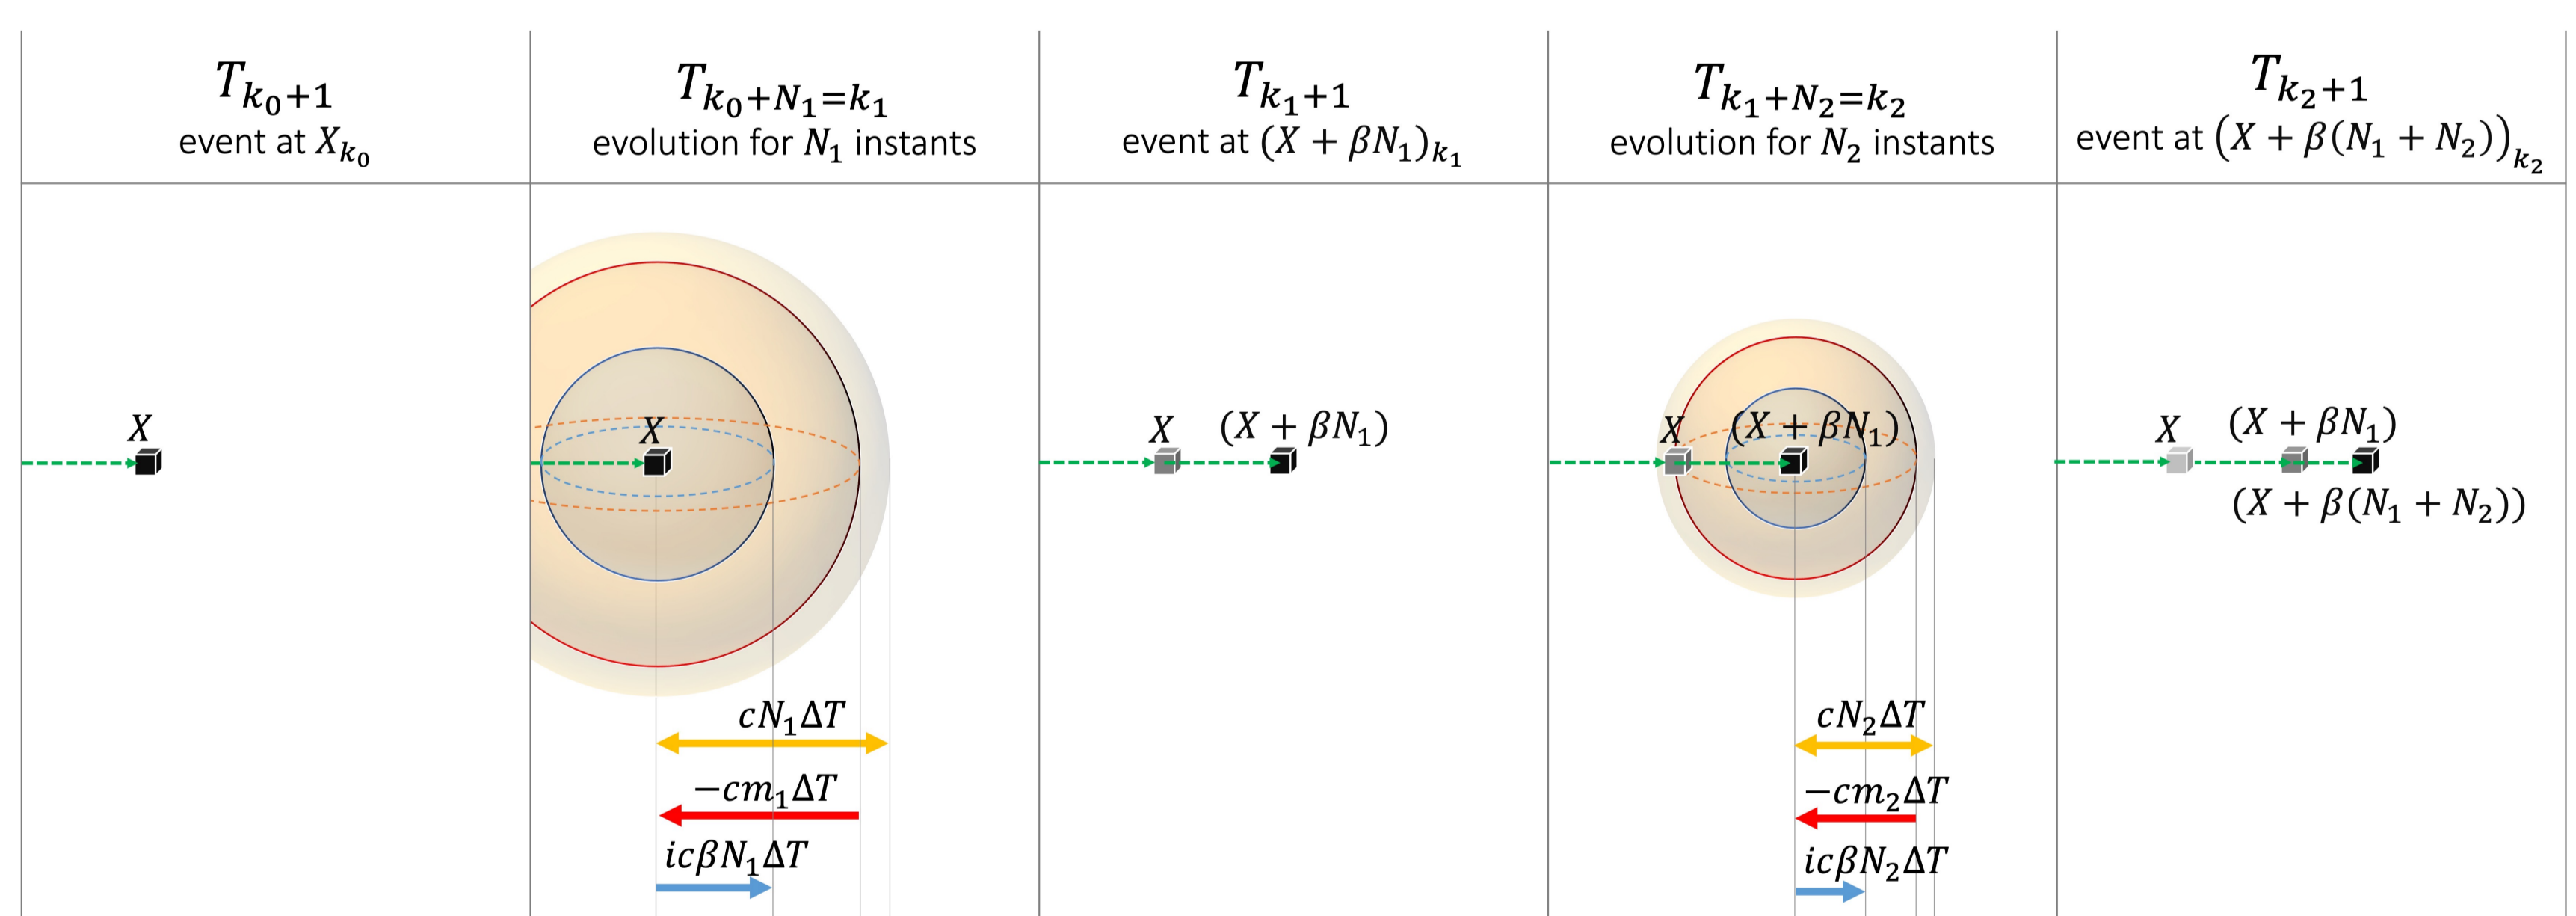 T_{k_0+1}
event at X_{k_0}
T_{k_0+N_1=k_1}
evolution for N_1 instants
T_{k_1+1}
event at (X + βN_1)_{k_1}
T_{k_1+N_2=k_2}
evolution for N_2 instants
T_{k_2+1}
event at (X + β(N_1 + N_2))_{k_2}
X
X
X (X + βN_1)
X (X + βN_1)
X (X + βN_1)
(X + β(N_1 + N_2))
cN_1ΔT
−cm_1ΔT
icβN_1ΔT
cN_2ΔT
−cm_2ΔT
icβN_2ΔT